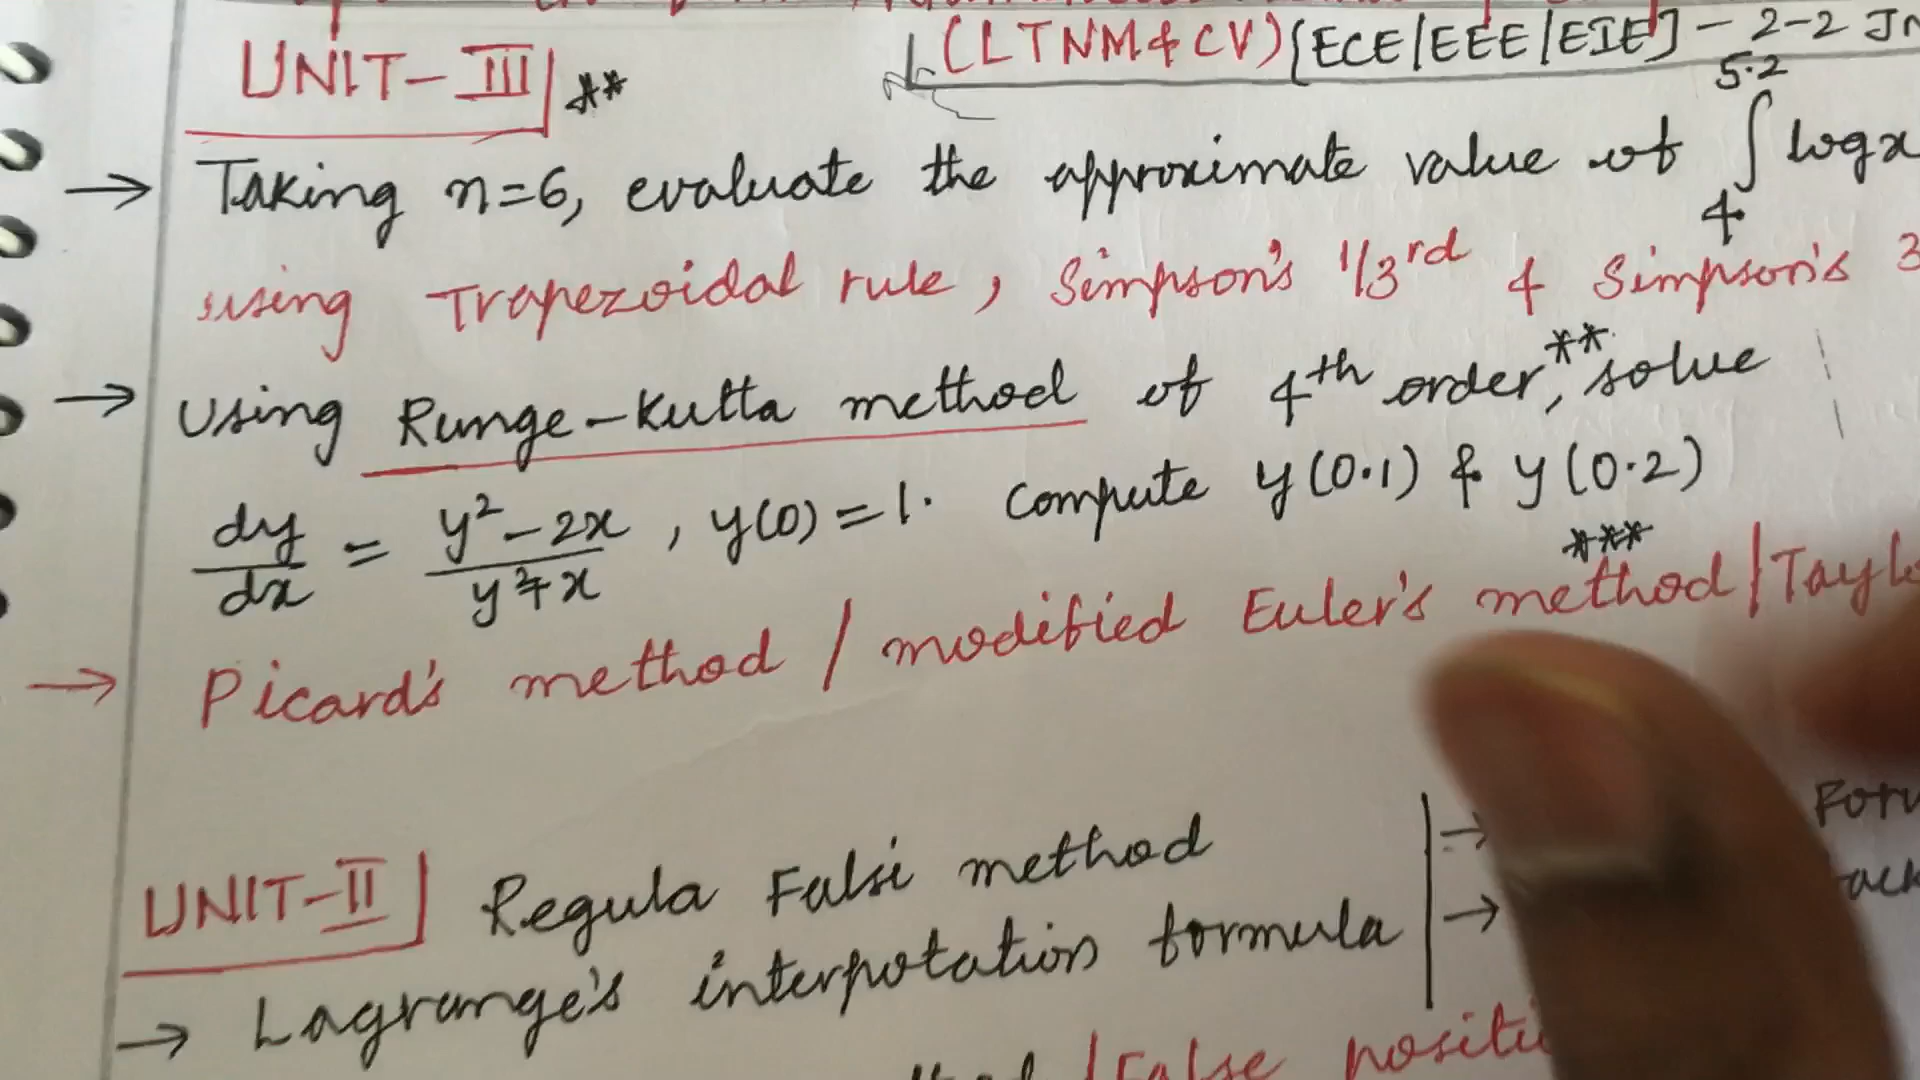 (LTNM&CV)[ECE/EEE/EIE] - 2-2
UNIT-III **
→ Taking n=6, evaluate the approximate value of ∫ 4 5.2 logx
using Trapezoidal rule, Simpson's 1/3rd & Simpson's 3
→ Using Runge-Kutta method of 4th order,** solve
dy/dx = y²-2x / y²+x , y(0)=1. Compute y(0.1) & y(0.2)
→ Picard's method / modified Euler's method *** /
UNIT-II Regula Falsi method
→ Lagrange's interpotation formula | → →
/ False